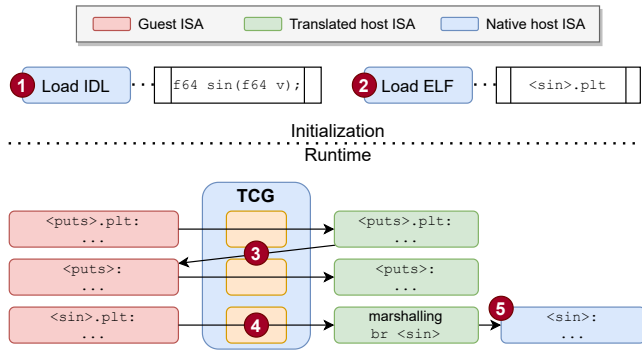 Guest ISA
Translated host ISA
Native host ISA
1
Load IDL
f64 sin(f64 v);
2
Load ELF
<sin>.plt
Initialization
Runtime
TCG
<puts>.plt:
...
<puts>.plt:
...
3
<puts>:
...
<puts>:
...
<sin>.plt:
...
4
marshalling
br <sin>
5
<sin>:
...